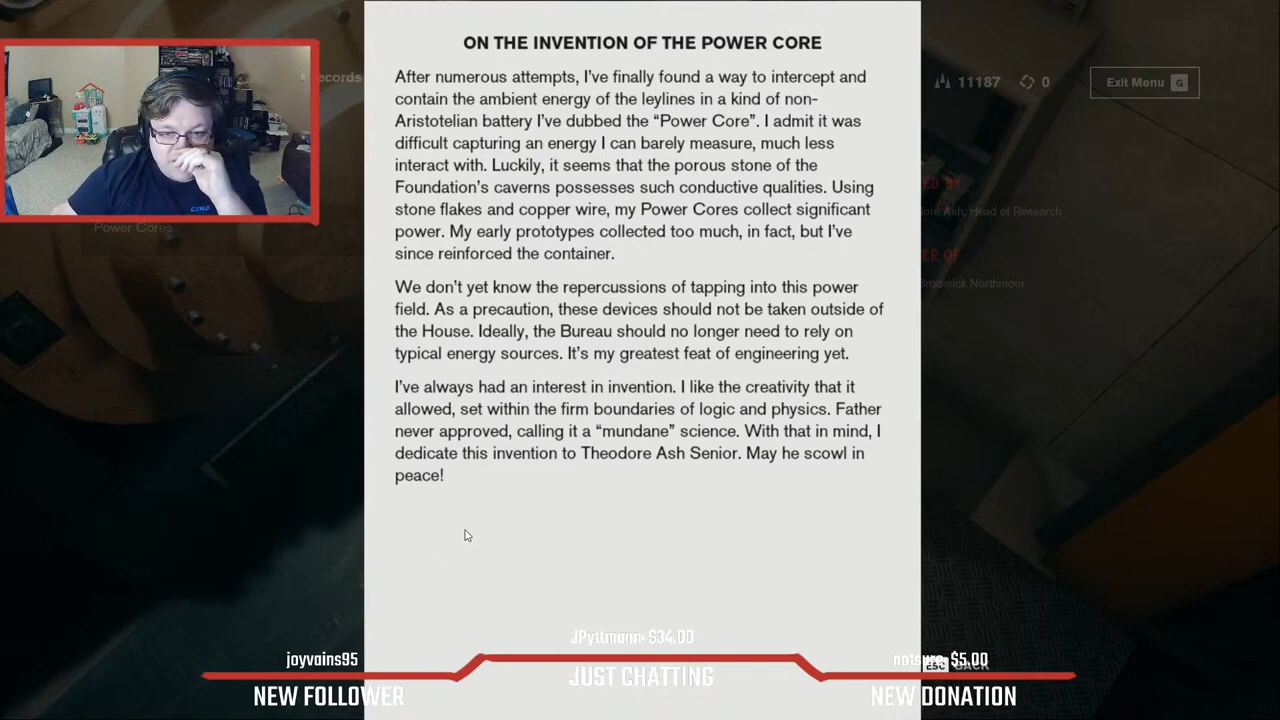 ON THE INVENTION OF THE POWER CORE
After numerous attempts, I've finally found a way to intercept and
contain the ambient energy of the leylines in a kind of non-
Aristotelian battery I've dubbed the “Power Core”. I admit it was
difficult capturing an energy I can barely measure, much less
interact with. Luckily, it seems that the porous stone of the
Foundation's caverns possesses such conductive qualities. Using
stone flakes and copper wire, my Power Cores collect significant
power. My early prototypes collected too much, in fact, but I've
since reinforced the container.
We don't yet know the repercussions of tapping into this power
field. As a precaution, these devices should not be taken outside of
the House. Ideally, the Bureau should no longer need to rely on
typical energy sources. It's my greatest feat of engineering yet.
I've always had an interest in invention. I like the creativity that it
allowed, set within the firm boundaries of logic and physics. Father
never approved, calling it a “mundane” science. With that in mind, I
dedicate this invention to Theodore Ash Senior. May he scowl in
peace!
ecords
11187 0
Exit Menu G
Power Cores
ED BY
ore Ash, Head of Research
ER OF
Broderick Northmoor
ESC BACK
joyvains95
NEW FOLLOWER
JPyttmann- $34.00
JUST CHATTING
notsure $5.00
NEW DONATION